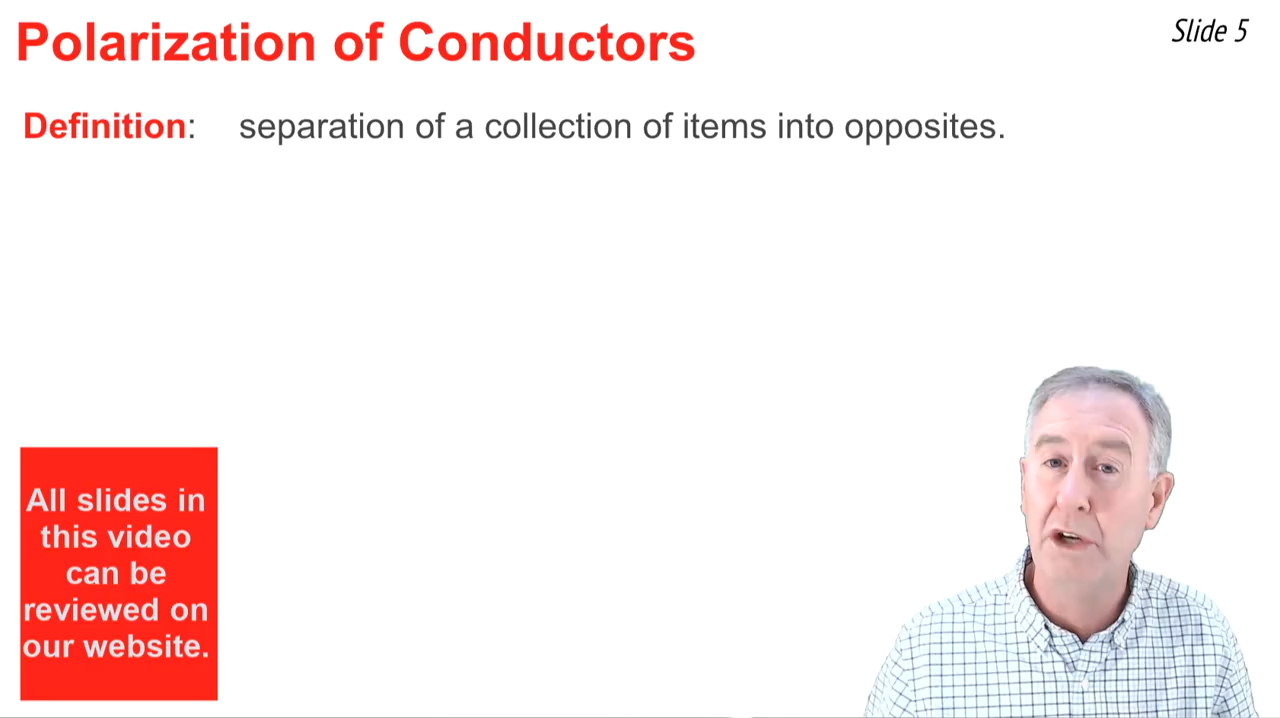 Polarization of Conductors
Slide 5
Definition: separation of a collection of items into opposites.
All slides in
this video
can be
reviewed on
our website.